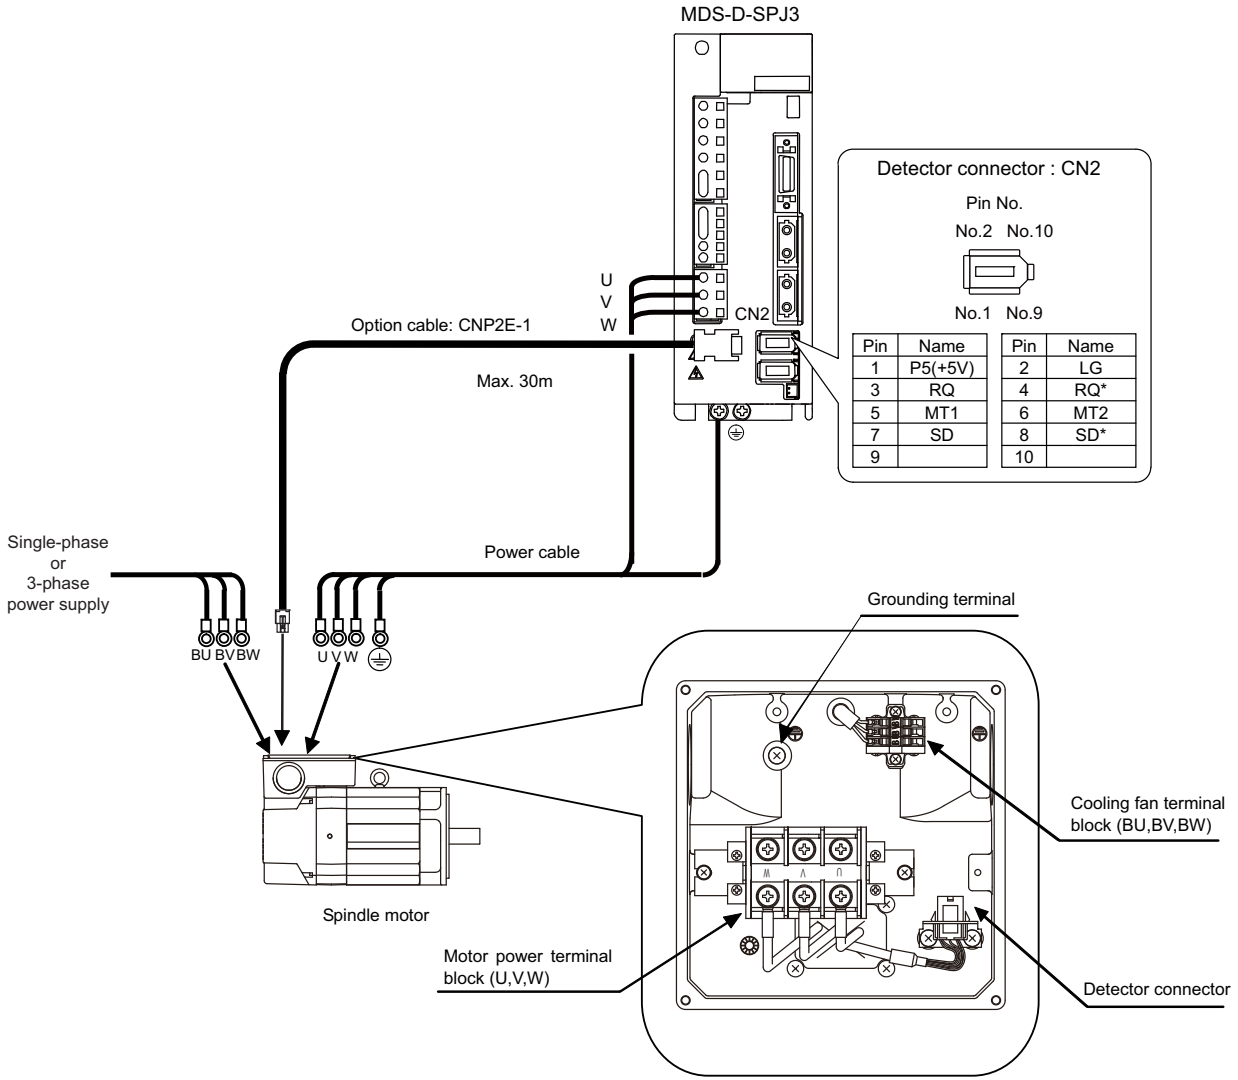 MDS-D-SPJ3
Detector connector : CN2
Pin No.
No.2 No.10
No.1 No.9
Pin Name Pin Name
1 P5(+5V) 2 LG
3 RQ 4 RQ*
5 MT1 6 MT2
7 SD 8 SD*
9 10
U
V
W
CN2
Option cable: CNP2E-1
Max. 30m
Single-phase
or
3-phase
power supply
Power cable
BU BV BW
U V W
Spindle motor
Grounding terminal
Cooling fan terminal
block (BU,BV,BW)
W V U
Motor power terminal
block (U,V,W)
Detector connector